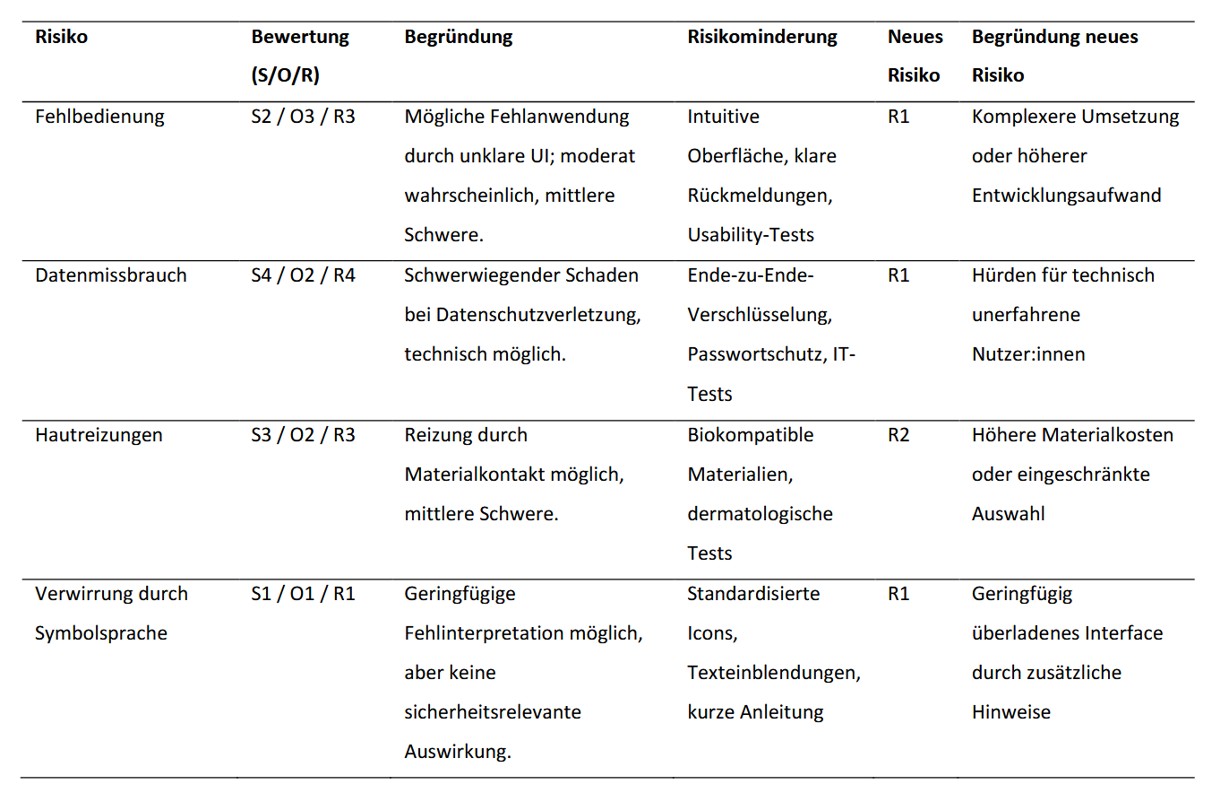 Risiko
Bewertung
(S/O/R)
Begründung
Risikominderung
Neues
Risiko
Begründung neues
Risiko
Fehlbedienung
S2 / O3 / R3
Mögliche Fehlanwendung
durch unklare UI; moderat
wahrscheinlich, mittlere
Schwere.
Intuitive
Oberfläche, klare
Rückmeldungen,
Usability-Tests
R1
Komplexere Umsetzung
oder höherer
Entwicklungsaufwand
Datenmissbrauch
S4 / O2 / R4
Schwerwiegender Schaden
bei Datenschutzverletzung,
technisch möglich.
Ende-zu-Ende-
Verschlüsselung,
Passwortschutz, IT-
Tests
R1
Hürden für technisch
unerfahrene
Nutzer:innen
Hautreizungen
S3 / O2 / R3
Reizung durch
Materialkontakt möglich,
mittlere Schwere.
Biokompatible
Materialien,
dermatologische
Tests
R2
Höhere Materialkosten
oder eingeschränkte
Auswahl
Verwirrung durch
Symbolsprache
S1 / O1 / R1
Geringfügige
Fehlinterpretation möglich,
aber keine
sicherheitsrelevante
Auswirkung.
Standardisierte
Icons,
Texteinblendungen,
kurze Anleitung
R1
Geringfügig
überladenes Interface
durch zusätzliche
Hinweise